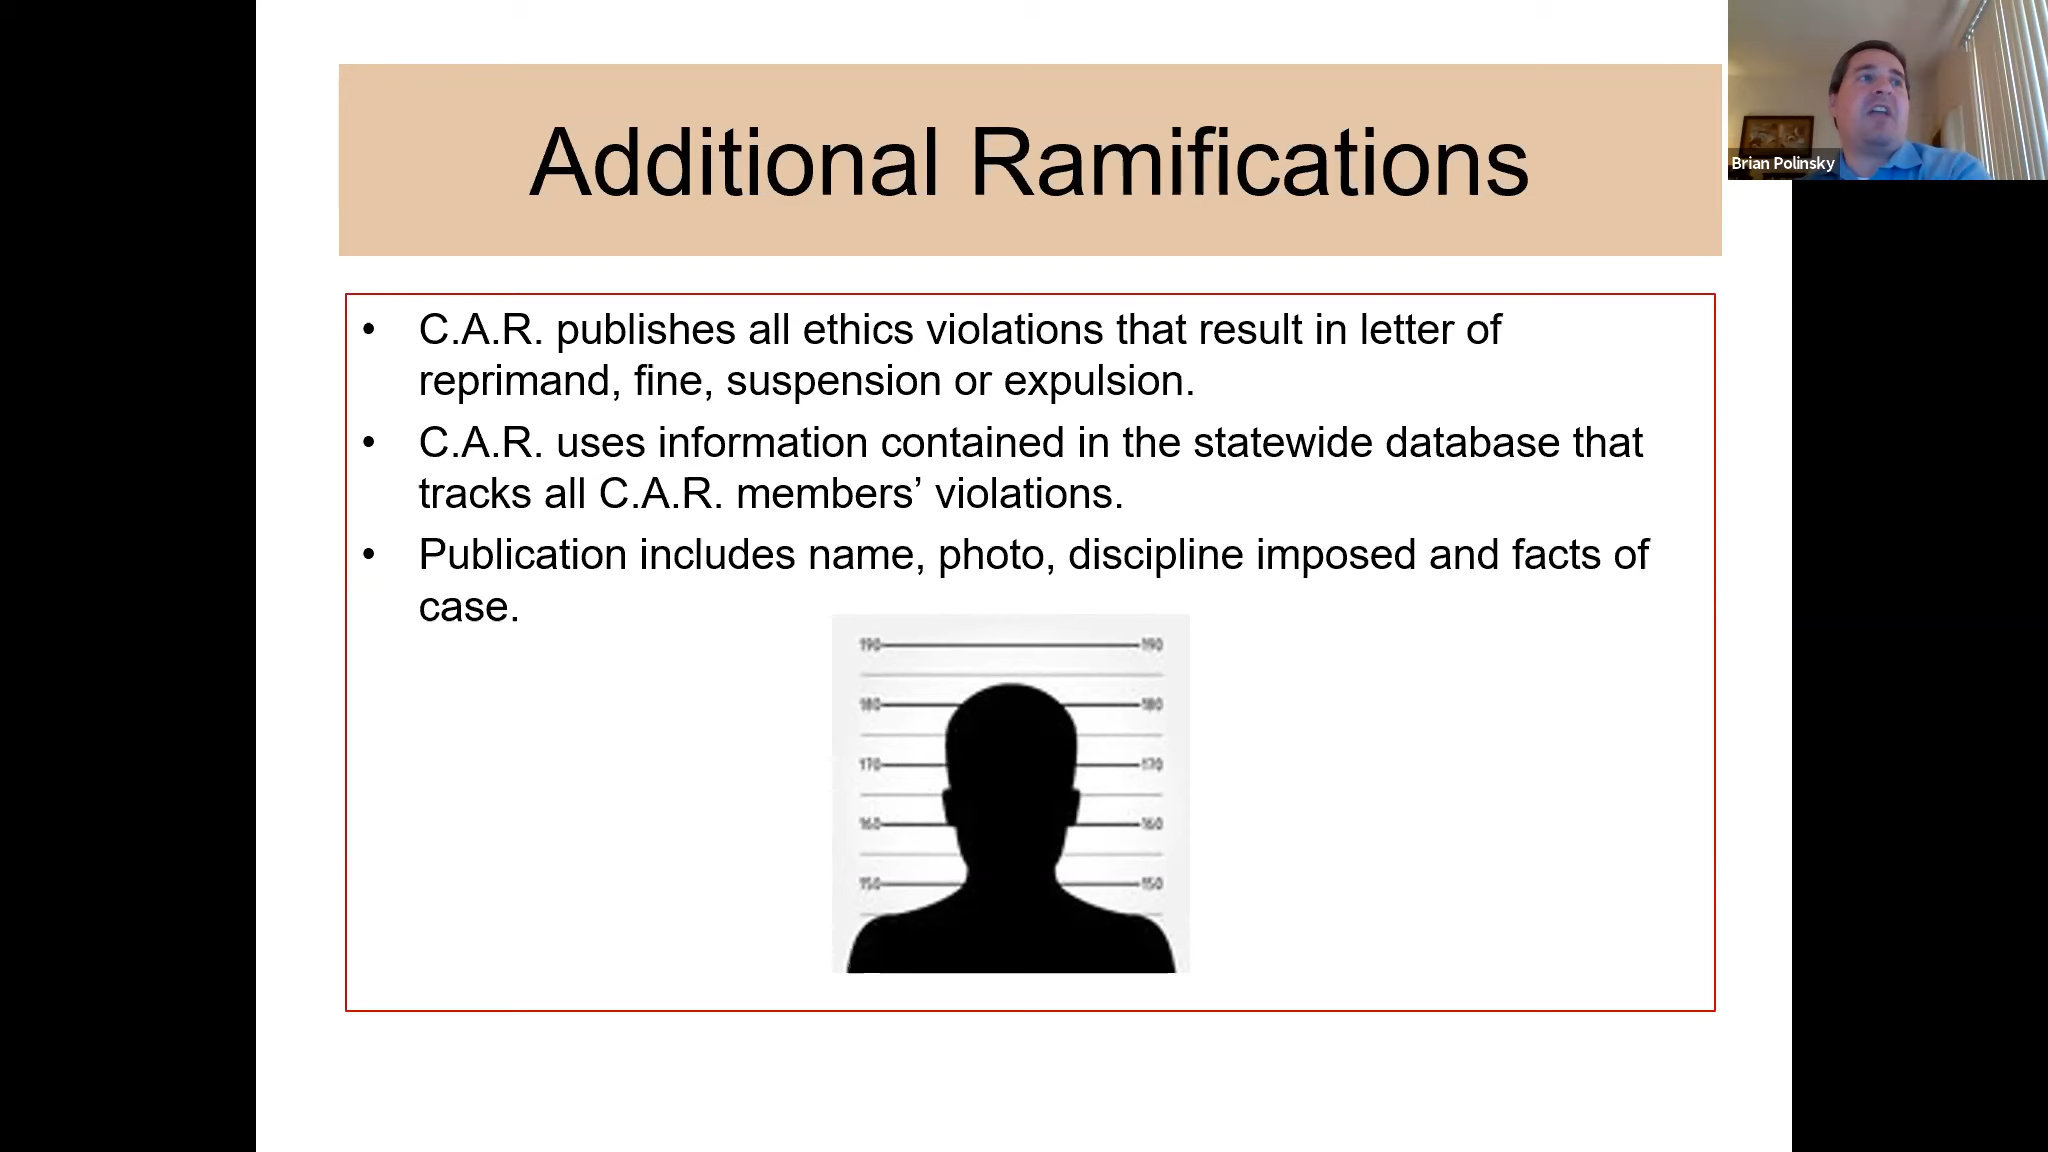 Additional Ramifications
Brian Polinsky
• C.A.R. publishes all ethics violations that result in letter of
reprimand, fine, suspension or expulsion.
• C.A.R. uses information contained in the statewide database that
tracks all C.A.R. members’ violations.
• Publication includes name, photo, discipline imposed and facts of
case.
190 190
180 180
170 170
160 160
150 150